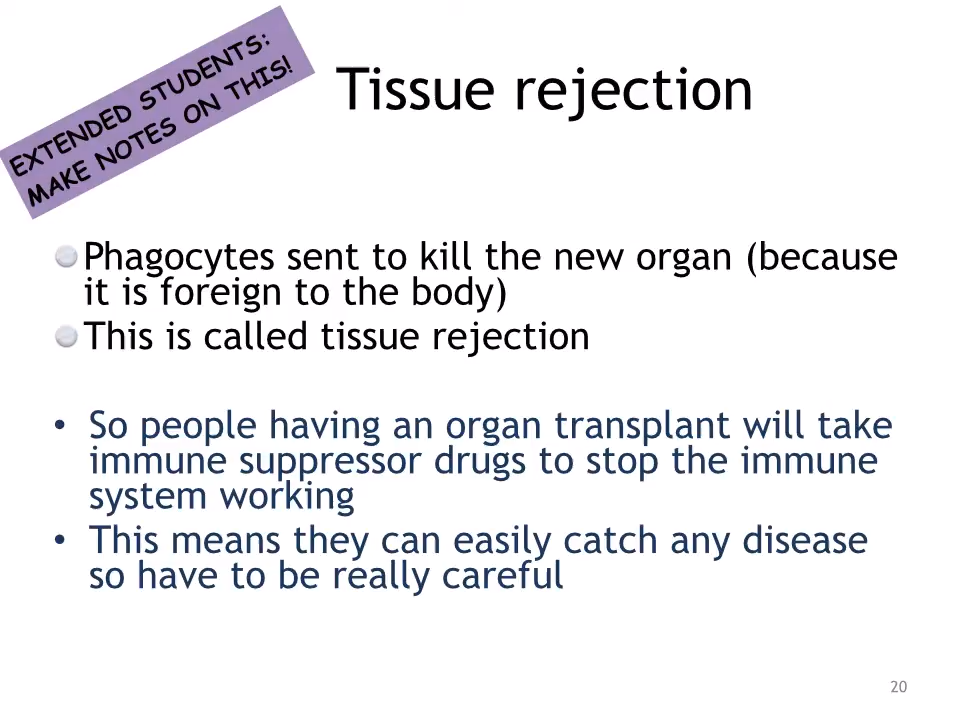 EXTENDED STUDENTS:
MAKE NOTES ON THIS!
Tissue rejection
Phagocytes sent to kill the new organ (because
it is foreign to the body)
This is called tissue rejection
• So people having an organ transplant will take
immune suppressor drugs to stop the immune
system working
• This means they can easily catch any disease
so have to be really careful
20